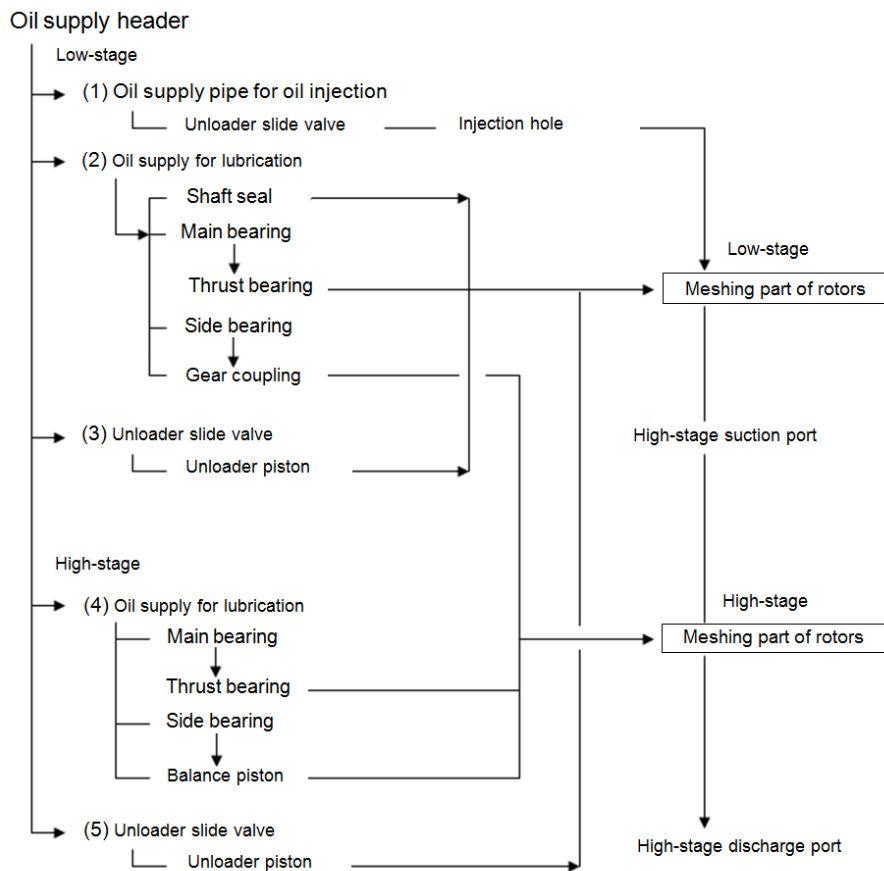 Oil supply header
Low-stage
(1) Oil supply pipe for oil injection
Unloader slide valve
Injection hole
(2) Oil supply for lubrication
Shaft seal
Main bearing
Low-stage
Thrust bearing
Meshing part of rotors
Side bearing
Gear coupling
(3) Unloader slide valve
High-stage suction port
Unloader piston
High-stage
(4) Oil supply for lubrication
High-stage
Main bearing
Meshing part of rotors
Thrust bearing
Side bearing
Balance piston
(5) Unloader slide valve
High-stage discharge port
Unloader piston